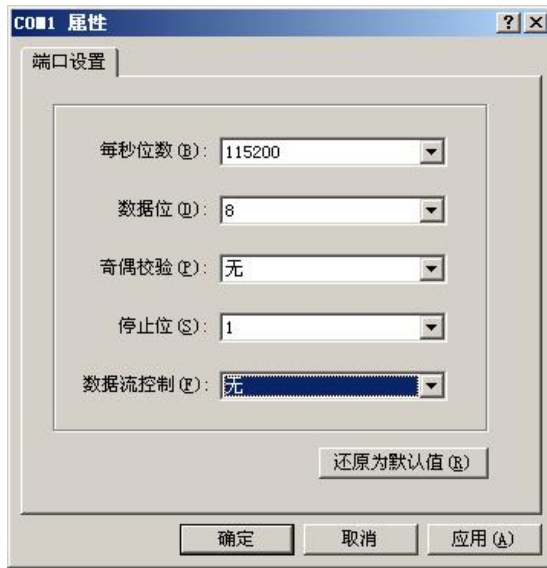 COM1 属性
端口设置
每秒位数(B): 115200
数据位(D): 8
奇偶校验(P): 无
停止位(S): 1
数据流控制(F): 无
还原为默认值(R)
确定 取消 应用(A)